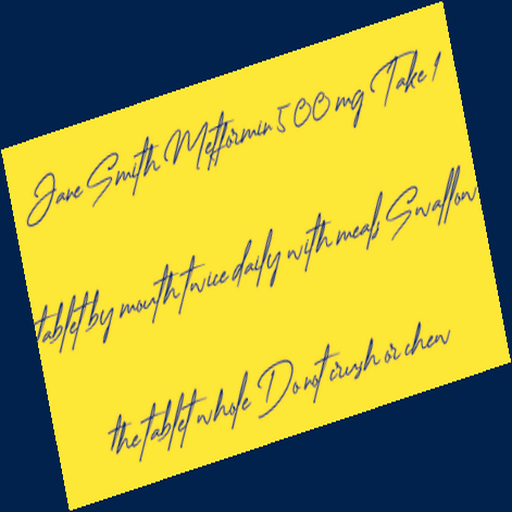 Jane Smith Metformin 500 mg Take 1
tablet by mouth twice daily with meals Swallow
the tablet whole Do not crush or chew